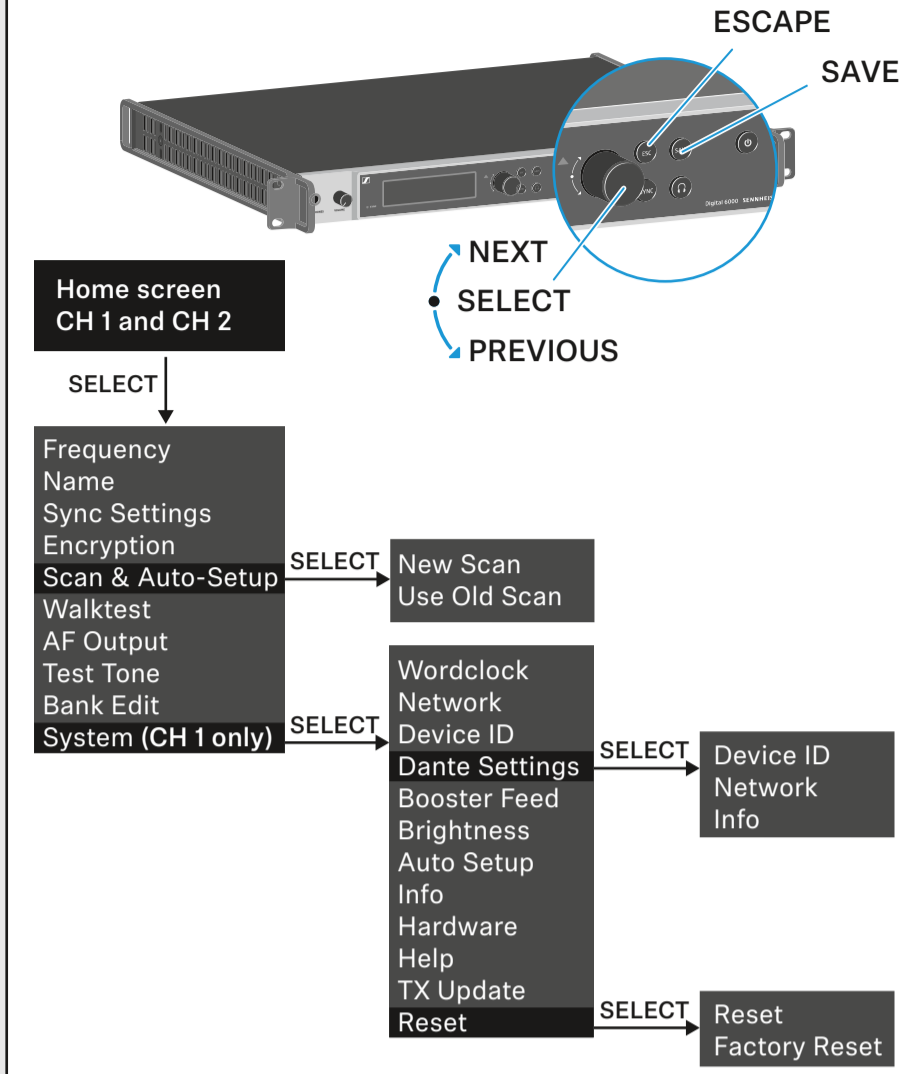 ESCAPE
SAVE
ESC
Digital 6000 SENNHEI
NEXT
SELECT
PREVIOUS
Home screen
CH 1 and CH 2
SELECT
Frequency
Name
Sync Settings
Encryption
Scan & Auto-Setup
Walktest
AF Output
Test Tone
Bank Edit
System (CH 1 only)
SELECT
New Scan
Use Old Scan
SELECT
Wordclock
Network
Device ID
Dante Settings
Booster Feed
Brightness
Auto Setup
Info
Hardware
Help
TX Update
Reset
SELECT
Device ID
Network
Info
SELECT
Reset
Factory Reset